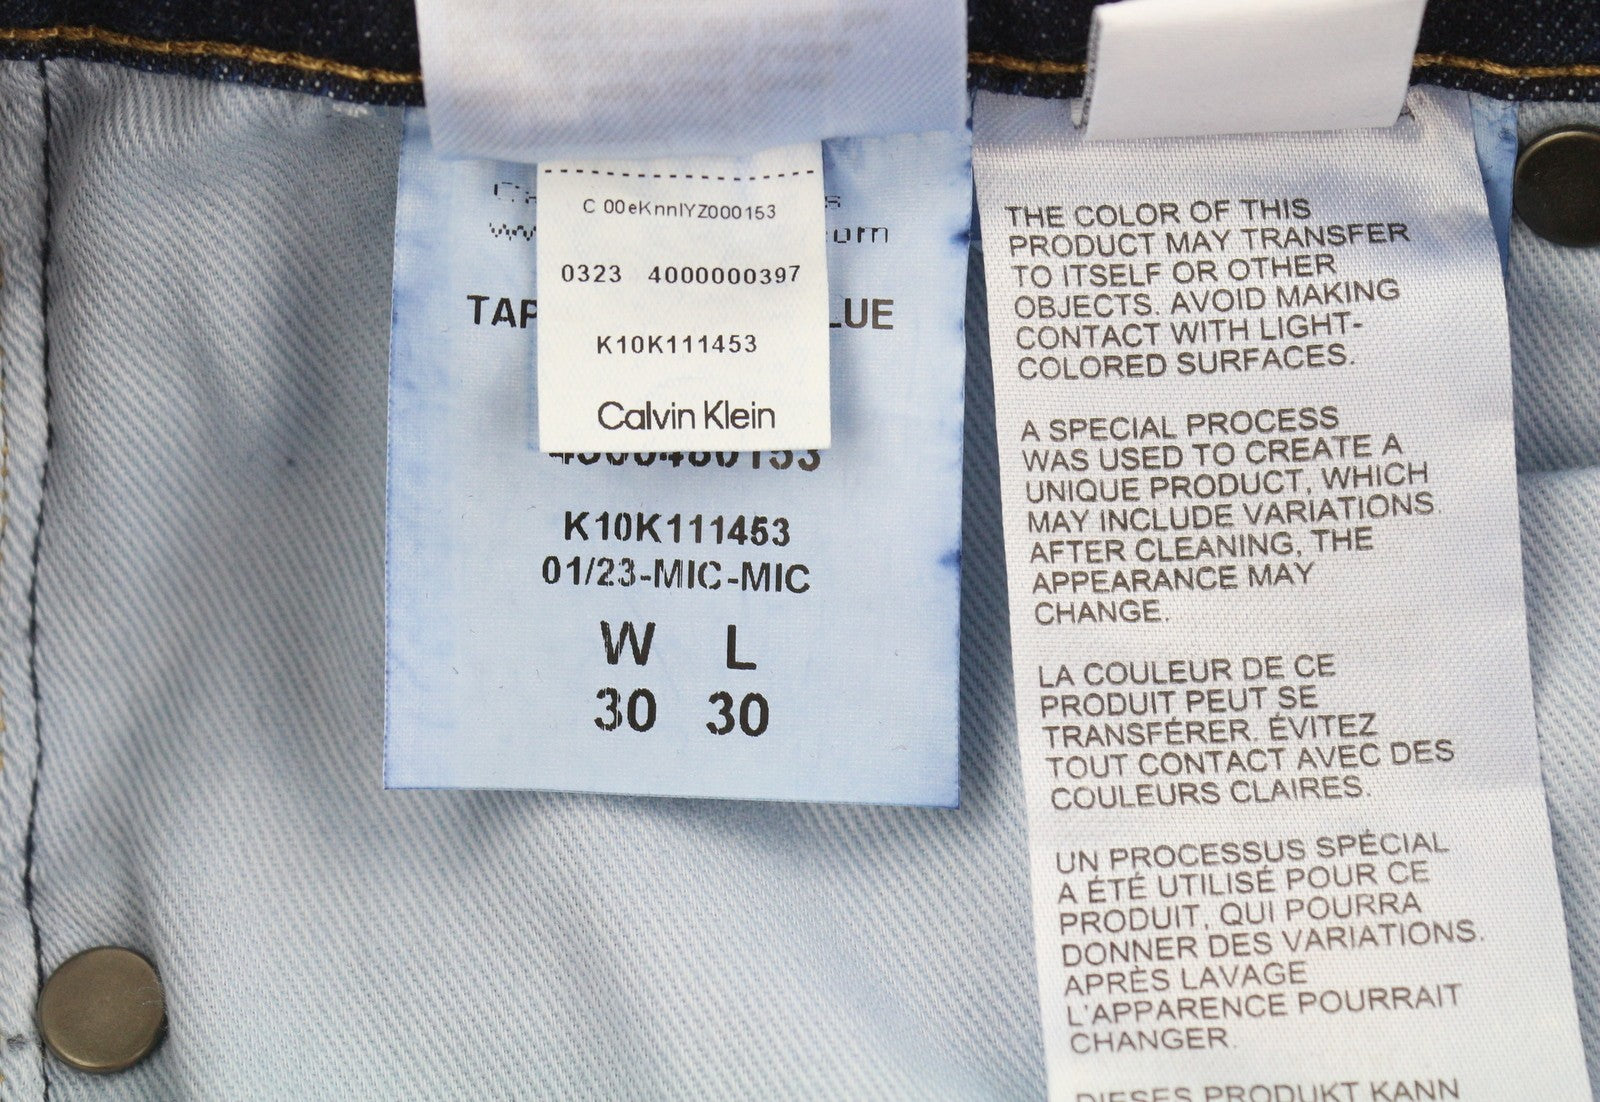 C 00eKnnIYZ000153
0323 4000000397
K10K111453
Calvin Klein
K10K111453
01/23-MIC-MIC
W L
30 30
THE COLOR OF THIS
PRODUCT MAY TRANSFER
TO ITSELF OR OTHER
OBJECTS. AVOID MAKING
CONTACT WITH LIGHT-
COLORED SURFACES.
A SPECIAL PROCESS
WAS USED TO CREATE A
UNIQUE PRODUCT, WHICH
MAY INCLUDE VARIATIONS.
AFTER CLEANING, THE
APPEARANCE MAY
CHANGE.
LA COULEUR DE CE
PRODUIT PEUT SE
TRANSFÉRER. ÉVITEZ
TOUT CONTACT AVEC DES
COULEURS CLAIRES.
UN PROCESSUS SPÉCIAL
A ÉTÉ UTILISÉ POUR CE
PRODUIT, QUI POURRA
DONNER DES VARIATIONS.
APRÈS LAVAGE
L'APPARENCE POURRAIT
CHANGER.
DIESES PRODUKT KANN